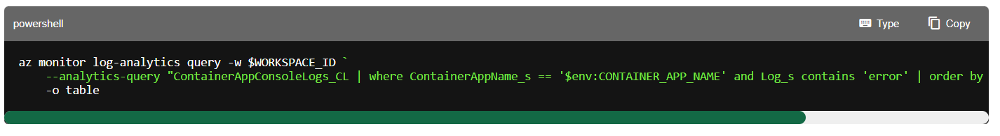 powershell
Type
Copy
az monitor log-analytics query -w $WORKSPACE_ID `
--analytics-query "ContainerAppConsoleLogs_CL | where ContainerAppName_s == '$env:CONTAINER_APP_NAME' and Log_s contains 'error' | order by
-o table